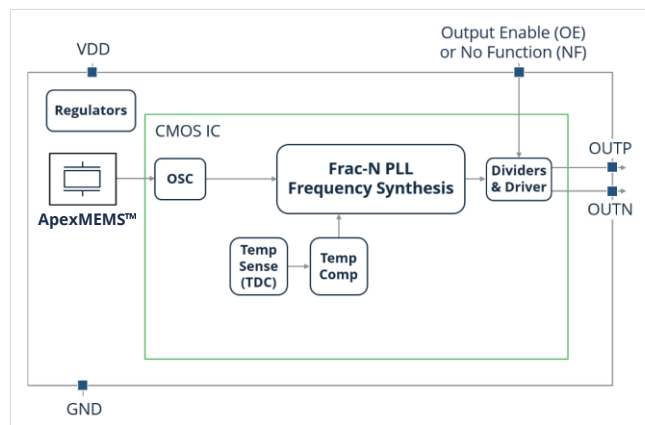 VDD
Output Enable (OE)
or No Function (NF)
Regulators
CMOS IC
OSC
Frac-N PLL
Frequency Synthesis
Dividers
& Driver
OUTP
OUTN
ApexMEMS™
Temp
Sense
(TDC)
Temp
Comp
GND